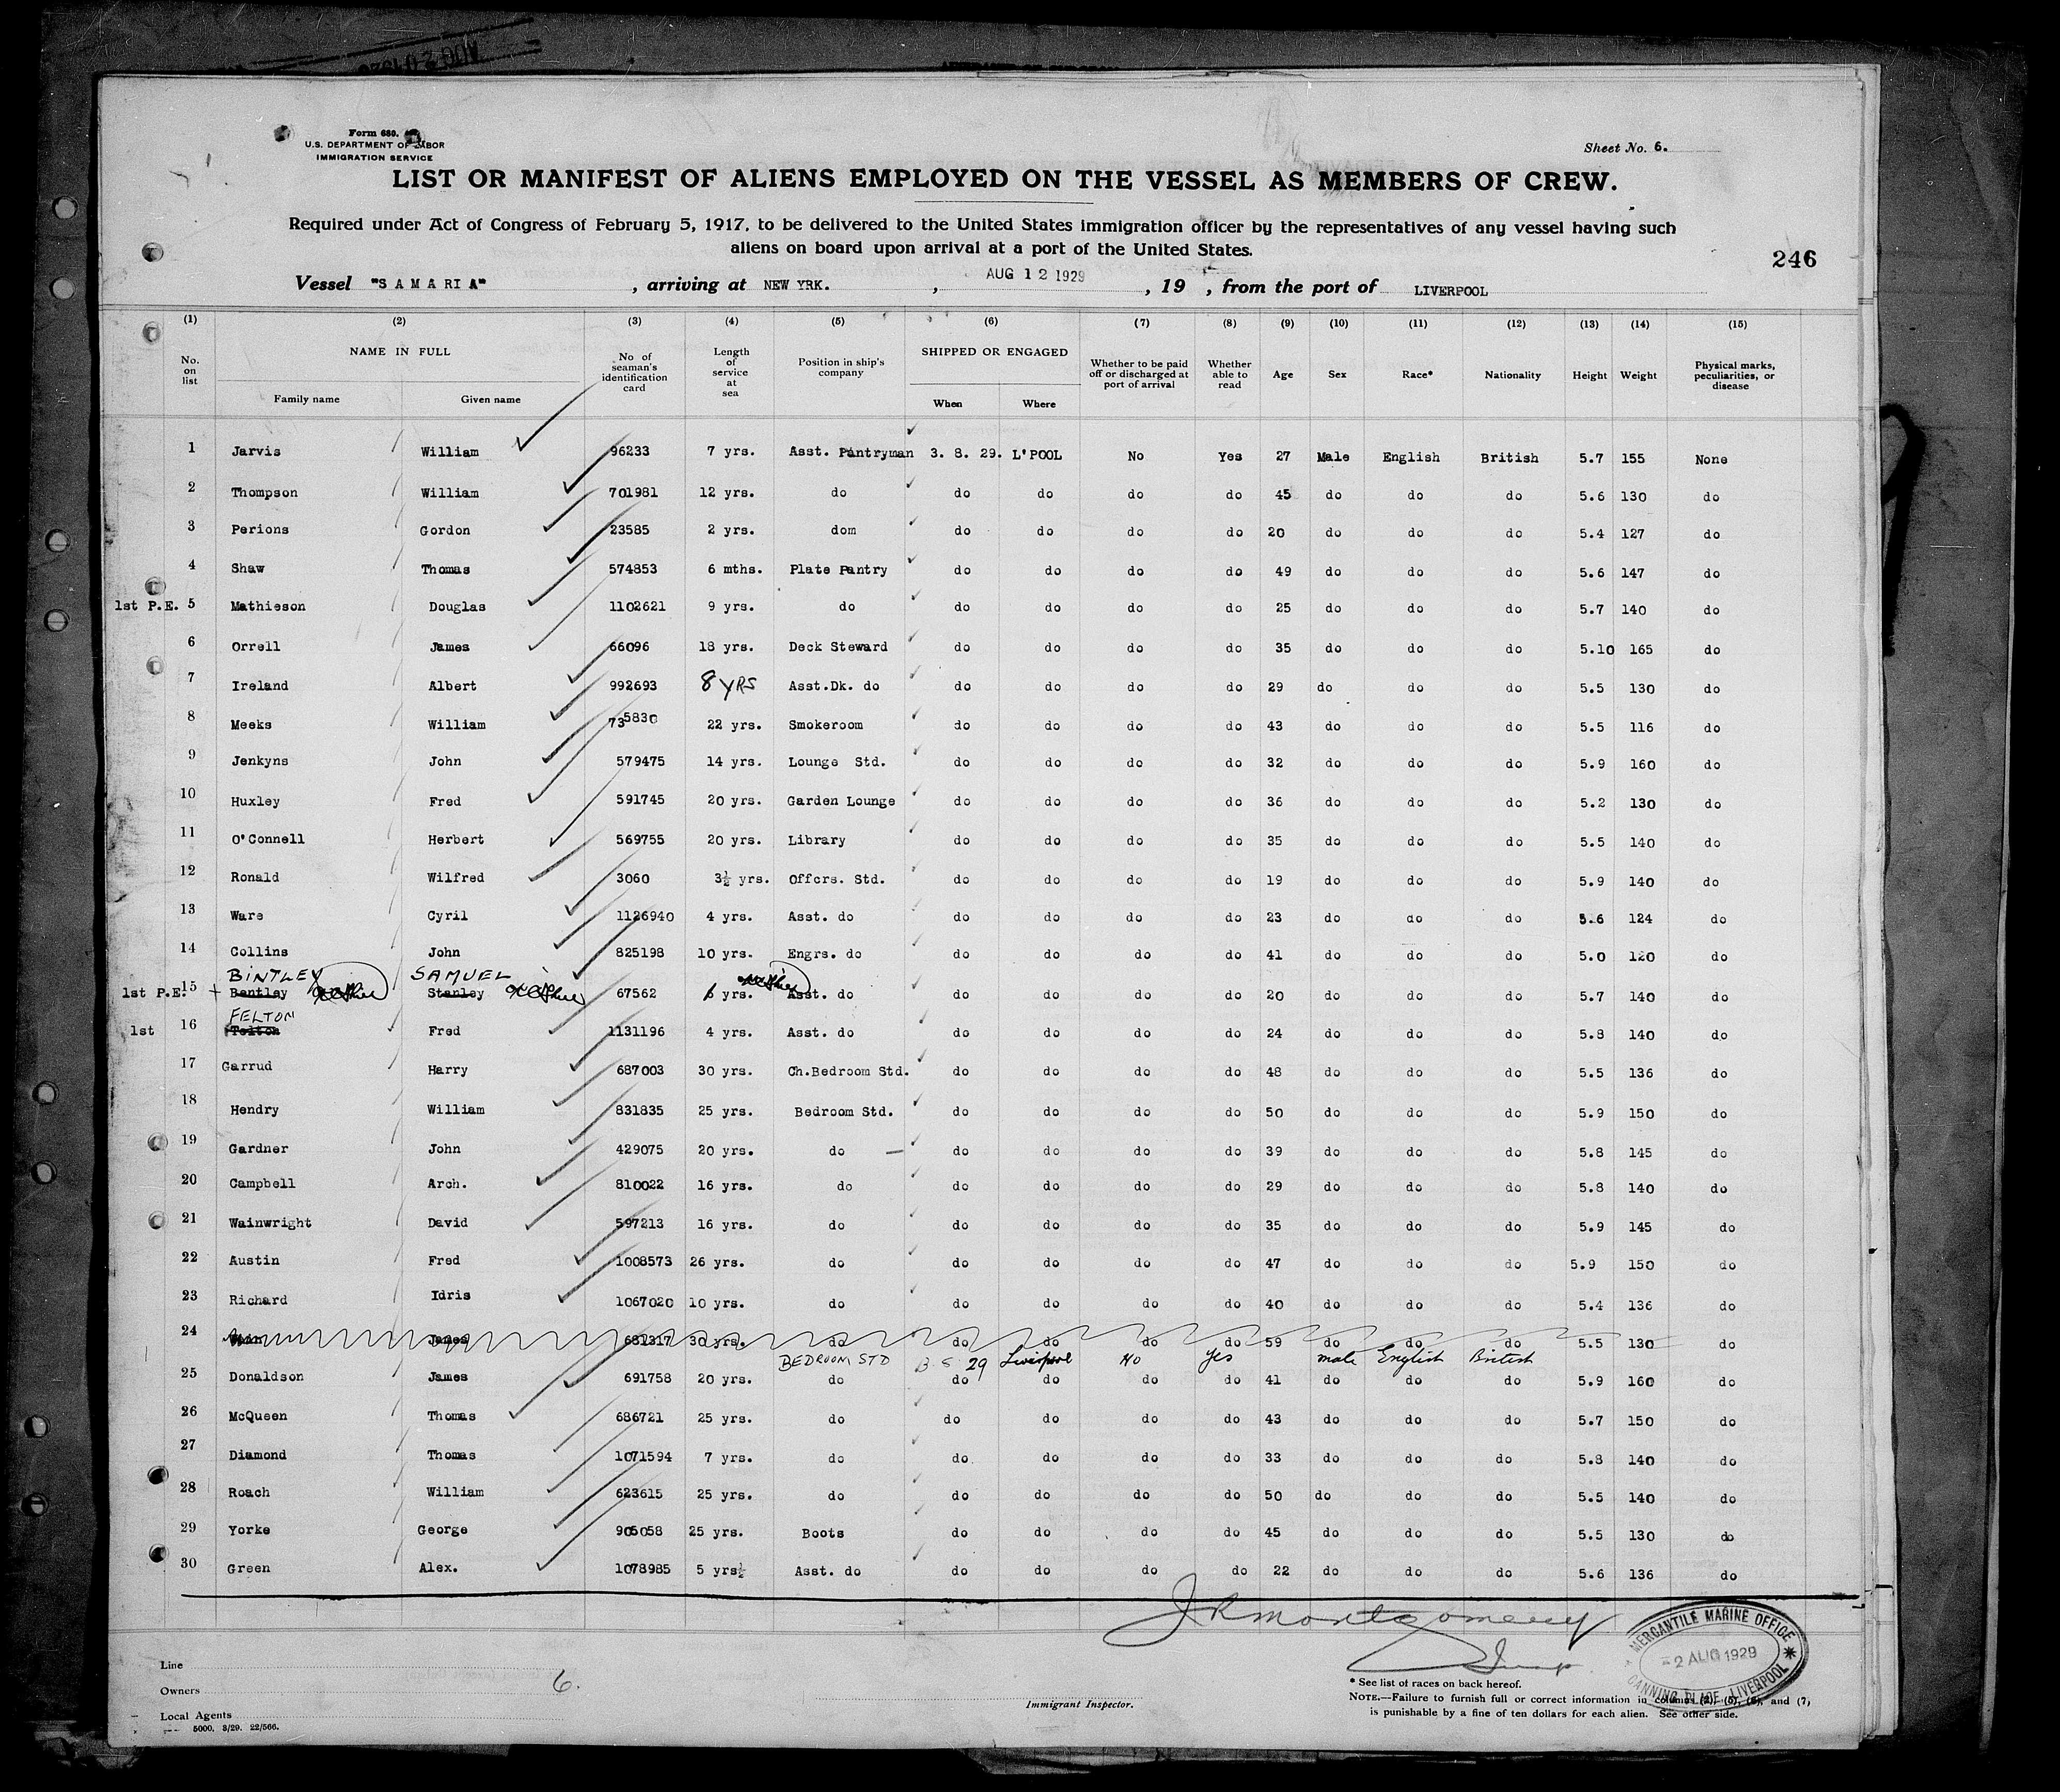 AUG 20 1929
Form 680.
U.S. DEPARTMENT OF LABOR
IMMIGRATION SERVICE
Sheet No. 6.
LIST OR MANIFEST OF ALIENS EMPLOYED ON THE VESSEL AS MEMBERS OF CREW.
Required under Act of Congress of February 5, 1917, to be delivered to the United States immigration officer by the representatives of any vessel having such
aliens on board upon arrival at a port of the United States.
246
Vessel "SAMARIA", arriving at NEW YRK., AUG 12 1929, 19 , from the port of LIVERPOOL
(1) (2) (3) (4) (5) (6) (7) (8) (9) (10) (11) (12) (13) (14) (15)
No. on list NAME IN FULL Family name Given name No of seaman's identification card Length of service at sea Position in ship's company SHIPPED OR ENGAGED When Where Whether to be paid off or discharged at port of arrival Whether able to read Age Sex Race* Nationality Height Weight Physical marks, peculiarities, or disease
1 Jarvis William 96233 7 yrs. Asst. Pantryman 3. 8. 29. L'POOL No Yes 27 Male English British 5.7 155 None
2 Thompson William 701981 12 yrs. do do do do do 45 do do do 5.6 130 do
3 Perions Gordon 23585 2 yrs. dom do do do do 20 do do do 5.4 127 do
4 Shaw Thomas 574853 6 mths. Plate Pantry do do do do 49 do do do 5.6 147 do
1st P.E. 5 Mathieson Douglas 1102621 9 yrs. do do do do do 25 do do do 5.7 140 do
6 Orrell James 66096 18 yrs. Deck Steward do do do do 35 do do do 5.10 165 do
7 Ireland Albert 992693 8 YRS Asst.Dk. do do do do do 29 do do do 5.5 130 do
8 Meeks William 735830 22 yrs. Smokeroom do do do do 43 do do do 5.5 116 do
9 Jenkyns John 579475 14 yrs. Lounge Std. do do do do 32 do do do 5.9 160 do
10 Huxley Fred 591745 20 yrs. Garden Lounge do do do do 36 do do do 5.2 130 do
11 O'Connell Herbert 569755 20 yrs. Library do do do do 35 do do do 5.5 140 do
12 Ronald Wilfred 3060 3½ yrs. Offcrs. Std. do do do do 19 do do do 5.9 140 do
13 Ware Cyril 1126940 4 yrs. Asst. do do do do do 23 do do do 5.6 124 do
14 Collins John 825198 10 yrs. Engrs. do do do do do 41 do do do 5.0 120 do
BINTLEY SAMUEL
1st P.E. 15 Bentley Stanley 67562 yrs. Asst. do do do do do 20 do do do 5.7 140 do
FELTON
1st 16 Telton Fred 1131196 4 yrs. Asst. do do do do do 24 do do do 5.8 140 do
17 Garrud Harry 687003 30 yrs. Ch.Bedroom Std. do do do do 48 do do do 5.5 136 do
18 Hendry William 831835 25 yrs. Bedroom Std. do do do do 50 do do do 5.9 150 do
19 Gardner John 429075 20 yrs. do — do do do do 39 do do do 5.8 145 do
20 Campbell Arch. 810022 16 yrs. do do do do do 29 do do do 5.8 140 do
21 Wainwright David 597213 16 yrs. do do do do do 35 do do do 5.9 145 do
22 Austin Fred 1008573 26 yrs. do do do do do 47 do do do 5.9 150 do
23 Richard Idris 1067020 10 yrs. do do do do do 40 do do do 5.4 136 do
24 James 681317 30 yrs. do do do do do 59 do do do 5.5 130 do
BEDROOM STD 29 Liverpool No Yes male English British
25 Donaldson James 691758 20 yrs. do do do do do 41 do do do 5.9 160 do
26 McQueen Thomas 686721 25 yrs. do do do do do 43 do do do 5.7 150 do
27 Diamond Thomas 1071594 7 yrs. do do do do do 33 do do do 5.8 140 do
28 Roach William 623615 25 yrs. do do do do do 50 do do do 5.5 140 do
29 Yorke George 905058 25 yrs. Boots do do do do 45 do do do 5.5 130 do
30 Green Alex. 1078985 5 yrs½ Asst. do do do do do 22 do do do 5.6 136 do
J R Montgomery
MERCANTILE MARINE OFFICE
2 AUG 1929
CANNING PLACE, LIVERPOOL
Line
Owners 6.
Local Agents
5000. 3/29. 22/566.
Immigrant Inspector.
* See list of races on back hereof.
NOTE.—Failure to furnish full or correct information in columns (2), (5), (6), and (7),
is punishable by a fine of ten dollars for each alien. See other side.